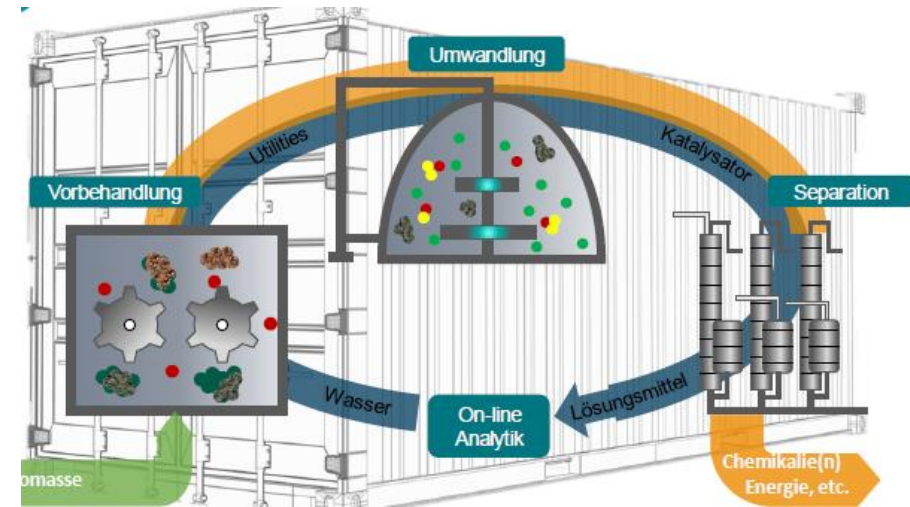 Umwandlung
Utilities
Katalysator
Vorbehandlung
Separation
Wasser
On-line
Analytik
Lösungsmittel
omasse
Chemikalie(n)
Energie, etc.